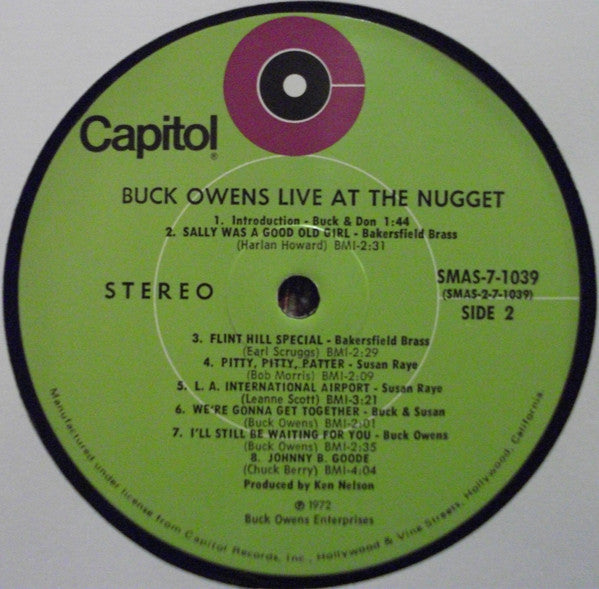 Capitol®
BUCK OWENS LIVE AT THE NUGGET
1. Introduction - Buck & Don 1:44
2. SALLY WAS A GOOD OLD GIRL - Bakersfield Brass
(Harlan Howard) BMI-2:31
STEREO
SMAS-7-1039
(SMAS-2-7-1039)
SIDE 2
3. FLINT HILL SPECIAL - Bakersfield Brass
(Earl Scruggs) BMI-2:29
4. PITTY, PITTY, PATTER - Susan Raye
(Bob Morris) BMI-2:09
5. L. A. INTERNATIONAL AIRPORT - Susan Raye
(Leanne Scott) BMI-3:21
6. WE'RE GONNA GET TOGETHER - Buck & Susan
(Buck Owens) BMI-2:01
7. I'LL STILL BE WAITING FOR YOU - Buck Owens
(Buck Owens) BMI-2:35
8. JOHNNY B. GOODE
(Chuck Berry) BMI-4:04
Produced by Ken Nelson
℗ 1972
Buck Owens Enterprises
Manufactured under license from Capitol Records, Inc., Hollywood & Vine Streets, Hollywood, California